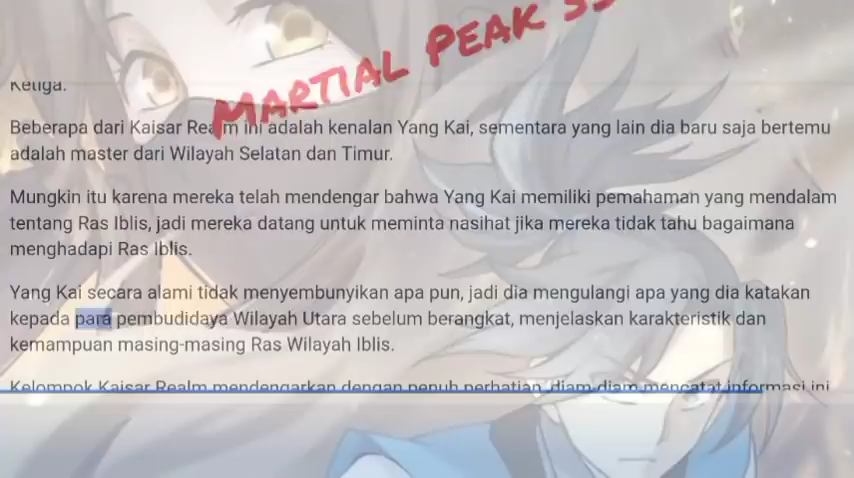 MARTIAL PEAK
Ketiga.
Beberapa dari Kaisar Realm ini adalah kenalan Yang Kai, sementara yang lain dia baru saja bertemu
adalah master dari Wilayah Selatan dan Timur.
Mungkin itu karena mereka telah mendengar bahwa Yang Kai memiliki pemahaman yang mendalam
tentang Ras Iblis, jadi mereka datang untuk meminta nasihat jika mereka tidak tahu bagaimana
menghadapi Ras Iblis.
Yang Kai secara alami tidak menyembunyikan apa pun, jadi dia mengulangi apa yang dia katakan
kepada para pembudidaya Wilayah Utara sebelum berangkat, menjelaskan karakteristik dan
kemampuan masing-masing Ras Wilayah Iblis.
Kelompok Kaisar Realm mendengarkan dengan penuh perhatian, diam-diam mencatat informasi ini